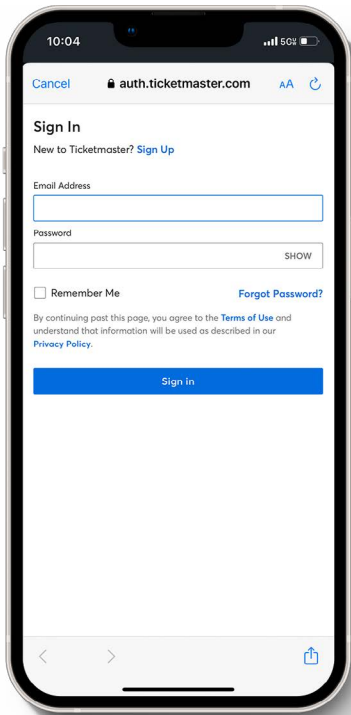 10:04
5G
Cancel
auth.ticketmaster.com
AA
Sign In
New to Ticketmaster? Sign Up
Email Address
Password
SHOW
Remember Me
Forgot Password?
By continuing past this page, you agree to the Terms of Use and
understand that information will be used as described in our
Privacy Policy.
Sign in